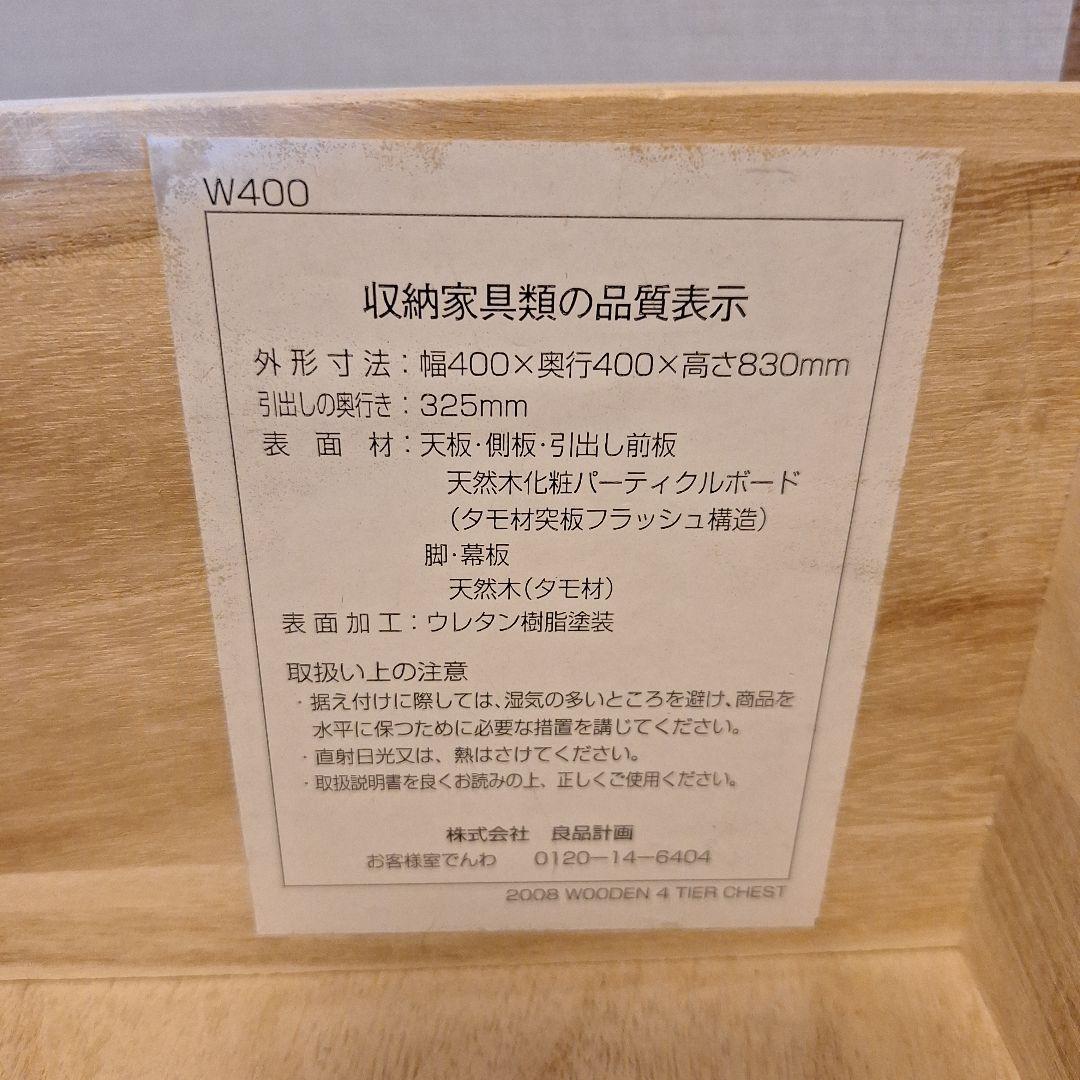 W400
収納家具類の品質表示
外形寸法：幅400×奥行400×高さ830mm
引出しの奥行き：325mm
表面材：天板・側板・引出し前板
天然木化粧パーティクルボード
（タモ材突板フラッシュ構造）
脚・幕板
天然木（タモ材）
表面加工：ウレタン樹脂塗装
取扱い上の注意
・据え付けに際しては、湿気の多いところを避け、商品を
水平に保つために必要な措置を講じてください。
・直射日光又は、熱はさけてください。
・取扱説明書を良くお読みの上、正しくご使用ください。
株式会社 良品計画
お客様室でんわ 0120－14－6404
2008 WOODEN 4 TIER CHEST